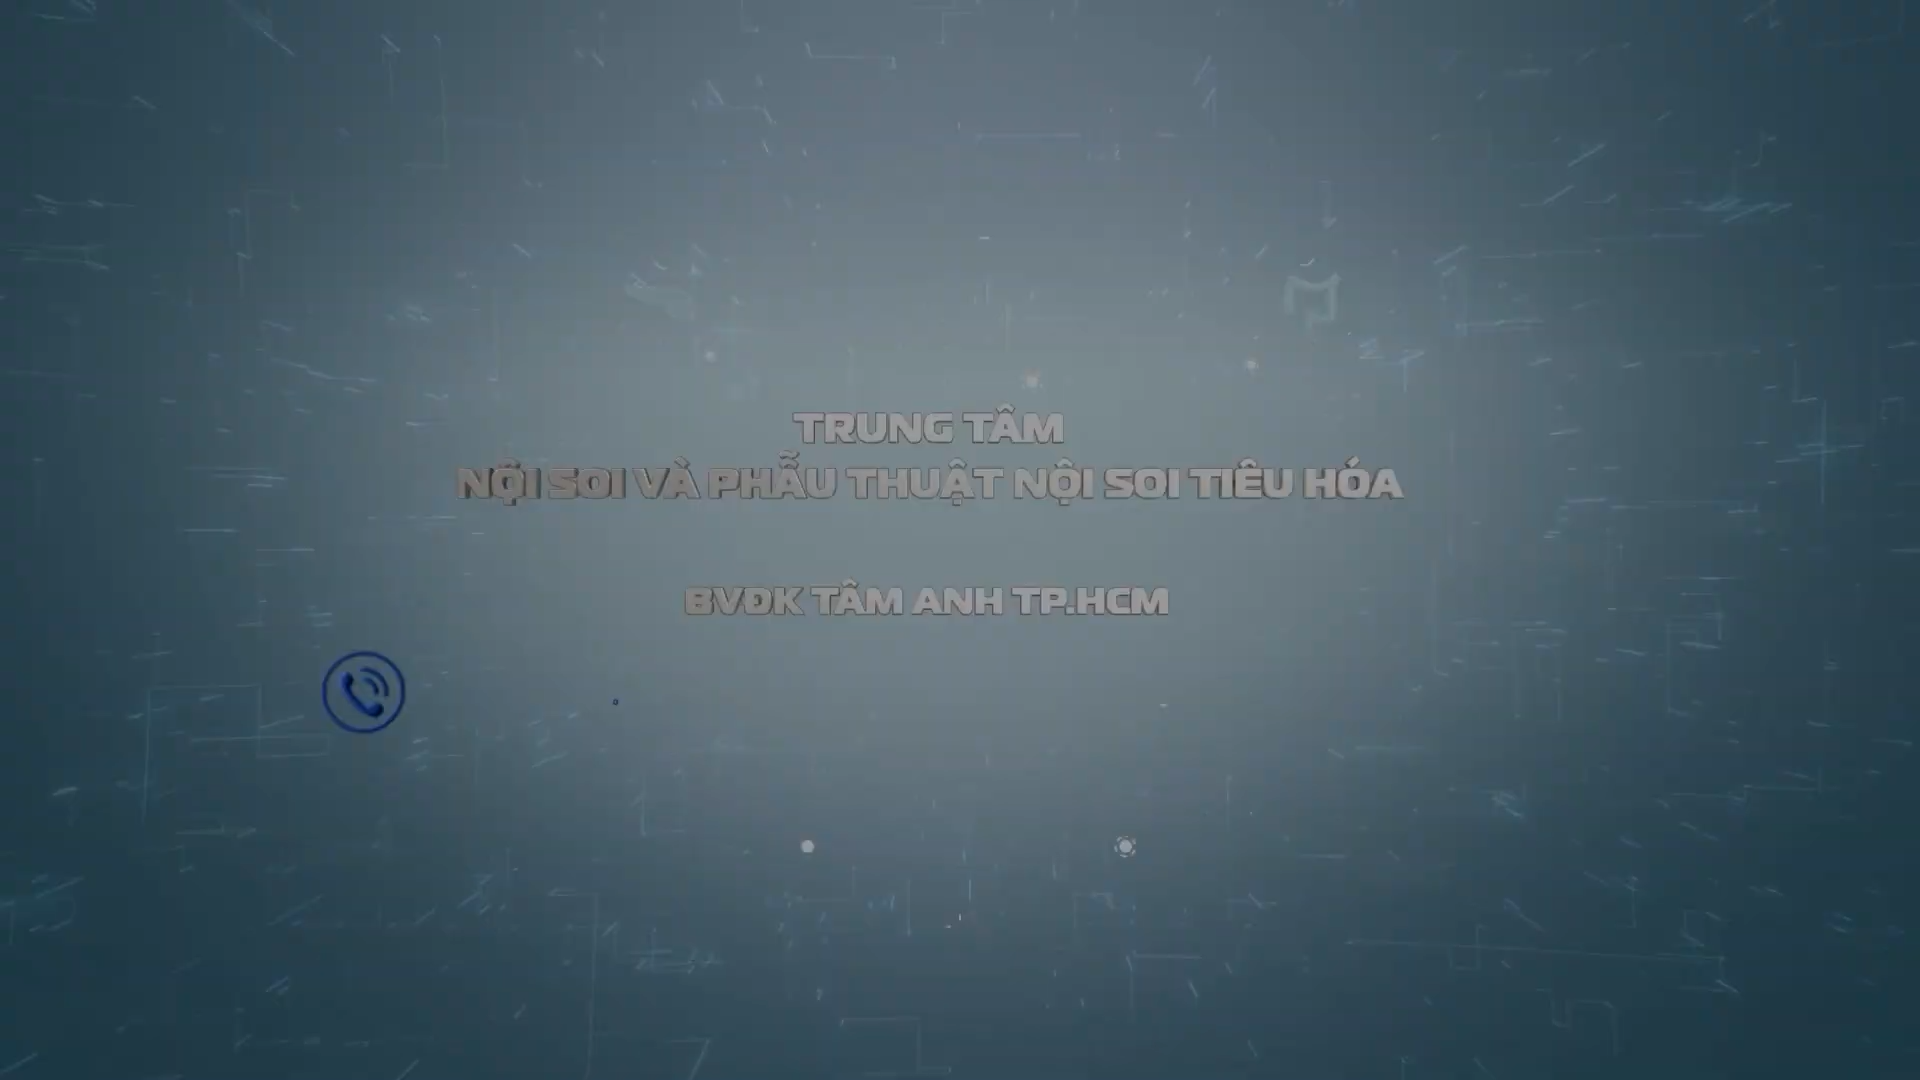 TRUNG TÂM
NỘI SOI VÀ PHẪU THUẬT NỘI SOI TIÊU HÓA
BVĐK TÂM ANH TP.HCM